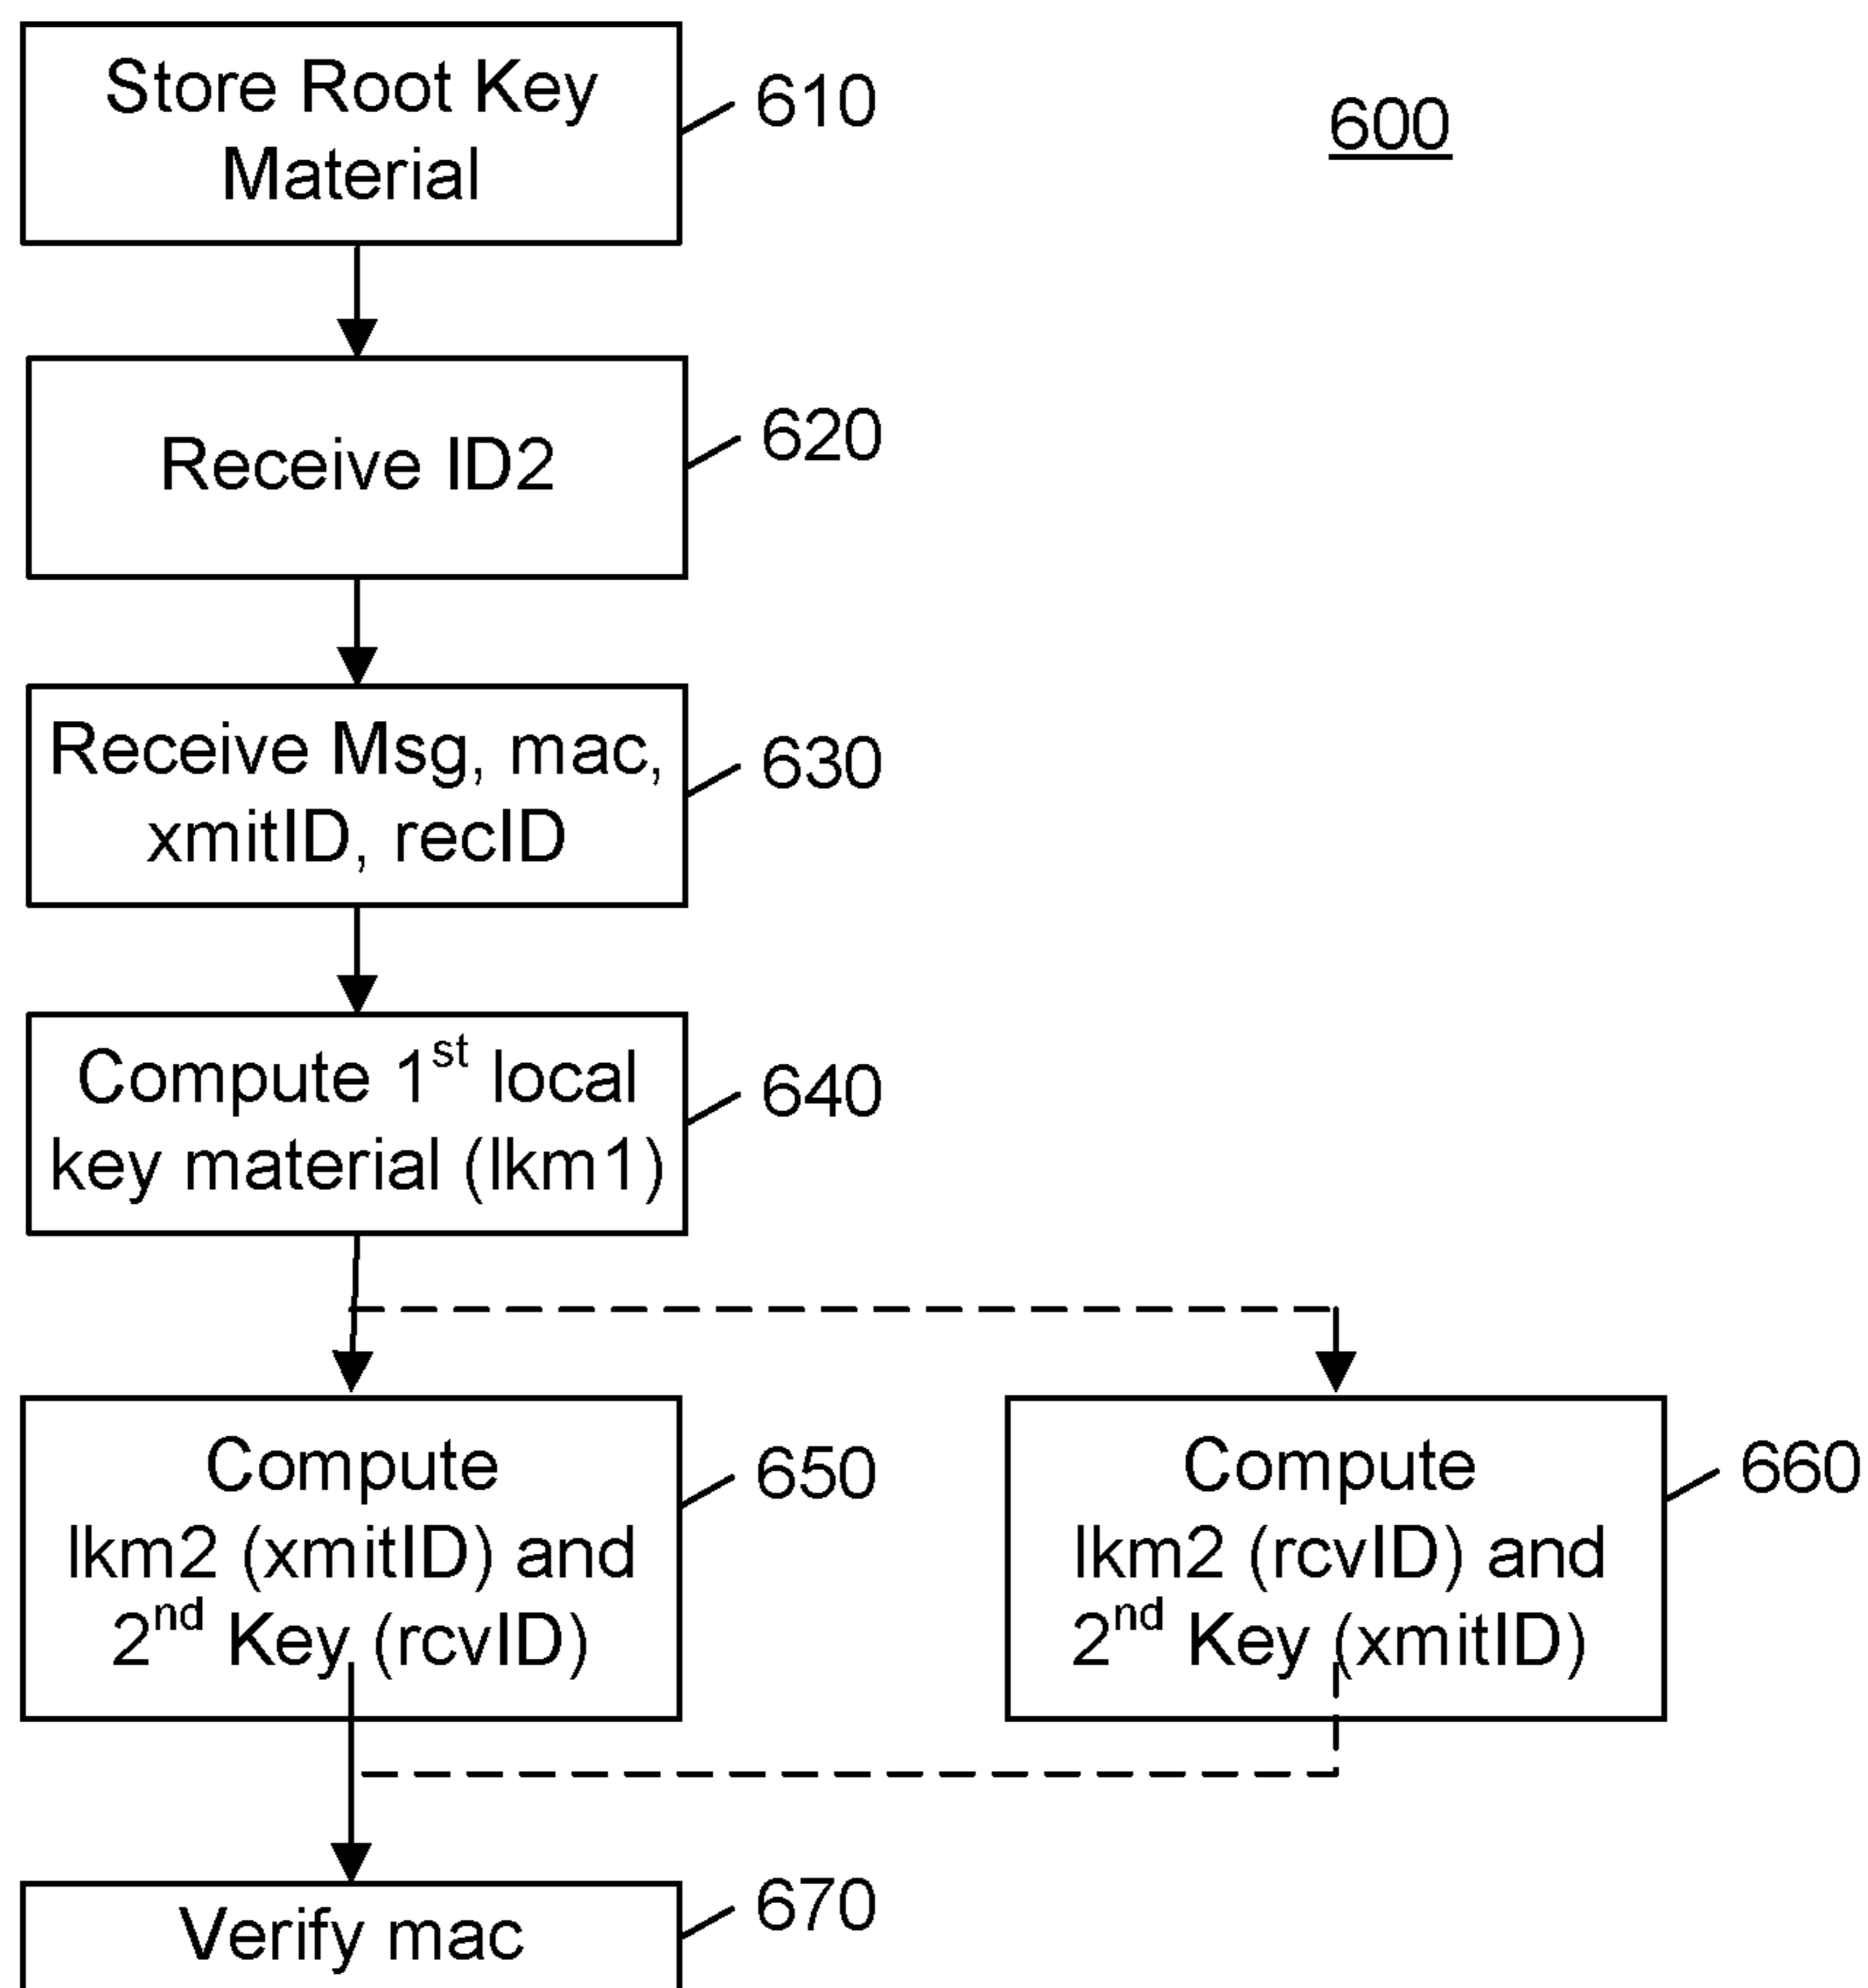 Store Root Key
Material
610
600
Receive ID2
620
Receive Msg, mac,
xmitID, recID
630
Compute 1st local
key material (lkm1)
640
Compute
lkm2 (xmitID) and
2nd Key (rcvID)
650
Compute
lkm2 (rcvID) and
2nd Key (xmitID)
660
Verify mac
670